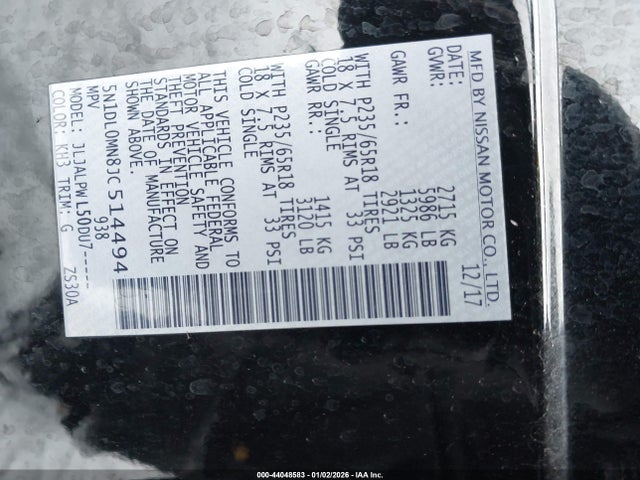 MFD BY NISSAN MOTOR CO., LTD.
DATE: 12/17
GVWR: 2715 KG
5986 LB
GAWR FR.: 1325 KG
2921 LB
WITH P235/65R18 TIRES
18 X 7.5 RIMS AT 33 PSI
COLD SINGLE
GAWR RR.: 1415 KG
3120 LB
WITH P235/65R18 TIRES
18 X 7.5 RIMS AT 33 PSI
COLD SINGLE
THIS VEHICLE CONFORMS TO
ALL APPLICABLE FEDERAL
MOTOR VEHICLE SAFETY AND
THEFT PREVENTION
STANDARDS IN EFFECT ON
THE DATE OF MANUFACTURE
SHOWN ABOVE.
5N1DL0MN8JC514494
MPV 938
MODEL: JLJALPWL50DU7-----
COLOR: KH3 TRIM: G ZS30A
000-44048583 - 01/02/2026 - IAA Inc.